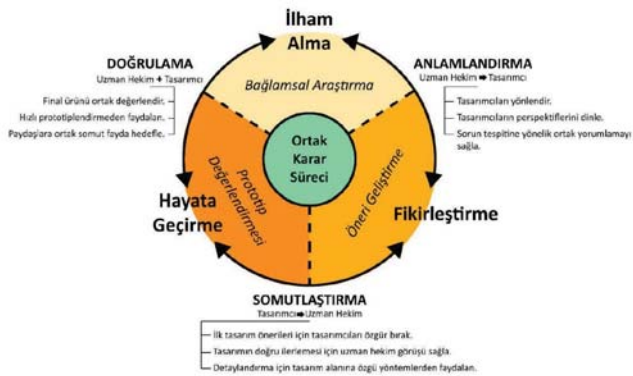 İlham
Alma
DOĞRULAMA
Uzman Hekim + Tasarımcı
Final ürünü ortak değerlendir.
Hızlı prototiplendirmeden faydalan.
Paydaşlara ortak somut fayda hedefle.
ANLAMLANDIRMA
Uzman Hekim ➡ Tasarımcı
Tasarımcıları yönlendir.
Tasarımcıların perspektiflerini dinle.
Sorun tespitine yönelik ortak yorumlamayı
sağla.
Bağlamsal Araştırma
Ortak
Karar
Süreci
Prototip
Değerlendirmesi
Öneri Geliştirme
Hayata
Geçirme
Fikirleştirme
SOMUTLAŞTIRMA
Tasarımcı ➡ Uzman Hekim
İlk tasarım önerileri için tasarımcıları özgür bırak.
Tasarımın doğru ilerlemesi için uzman hekim görüşü sağla.
Detaylandırma için tasarım alanına özgü yöntemlerden faydalan.